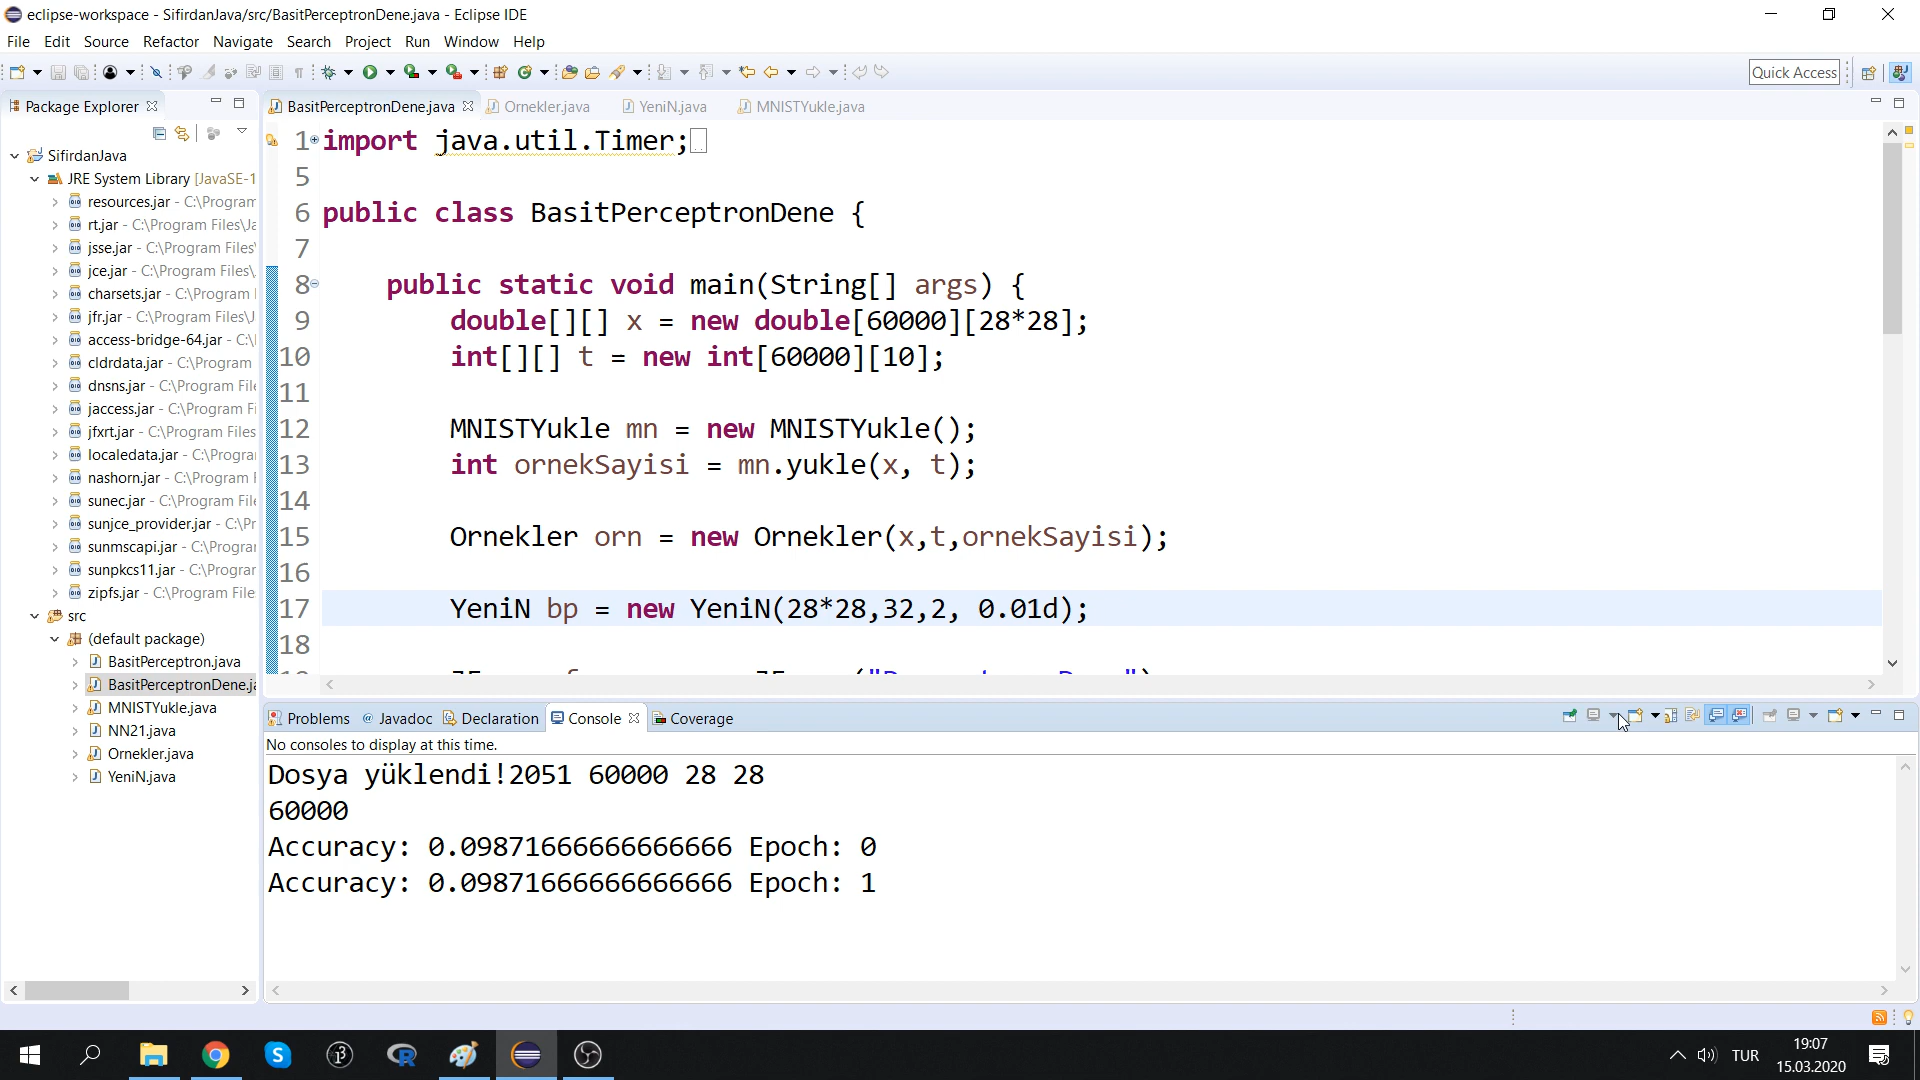 eclipse-workspace - SifirdanJava/src/BasitPerceptronDene.java - Eclipse IDE
File Edit Source Refactor Navigate Search Project Run Window Help
Quick Access
Package Explorer
BasitPerceptronDene.java Ornekler.java YeniN.java MNISTYukle.java
SifirdanJava
JRE System Library [JavaSE-1
resources.jar - C:\Program
rt.jar - C:\Program Files\Ja
jsse.jar - C:\Program Files\
jce.jar - C:\Program Files\
charsets.jar - C:\Program
jfr.jar - C:\Program Files\J
access-bridge-64.jar - C:\
cldrdata.jar - C:\Program
dnsns.jar - C:\Program File
jaccess.jar - C:\Program F
jfxrt.jar - C:\Program Files
localedata.jar - C:\Progra
nashorn.jar - C:\Program
sunec.jar - C:\Program File
sunjce_provider.jar - C:\Pr
sunmscapi.jar - C:\Program
sunpkcs11.jar - C:\Program
zipfs.jar - C:\Program File
src
(default package)
BasitPerceptron.java
BasitPerceptronDene.ja
MNISTYukle.java
NN21.java
Ornekler.java
YeniN.java
1 import java.util.Timer;
5
6 public class BasitPerceptronDene {
7
8 public static void main(String[] args) {
9 double[][] x = new double[60000][28*28];
10 int[][] t = new int[60000][10];
11
12 MNISTYukle mn = new MNISTYukle();
13 int ornekSayisi = mn.yukle(x, t);
14
15 Ornekler orn = new Ornekler(x,t,ornekSayisi);
16
17 YeniN bp = new YeniN(28*28,32,2, 0.01d);
18
Problems Javadoc Declaration Console Coverage
No consoles to display at this time.
Dosya yüklendi!2051 60000 28 28
60000
Accuracy: 0.09871666666666666 Epoch: 0
Accuracy: 0.09871666666666666 Epoch: 1
TUR
19:07
15.03.2020